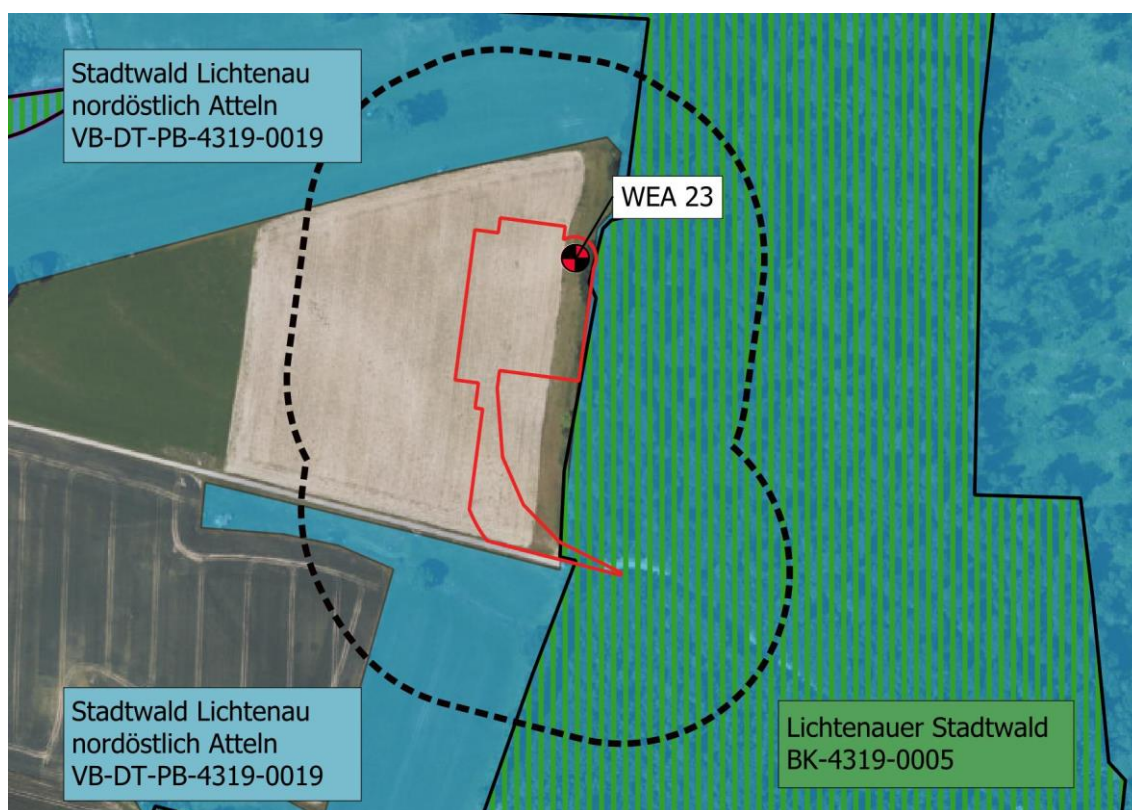 Stadtwald Lichtenau
nordöstlich Atteln
VB-DT-PB-4319-0019
WEA 23
Stadtwald Lichtenau
nordöstlich Atteln
VB-DT-PB-4319-0019
Lichtenauer Stadtwald
BK-4319-0005